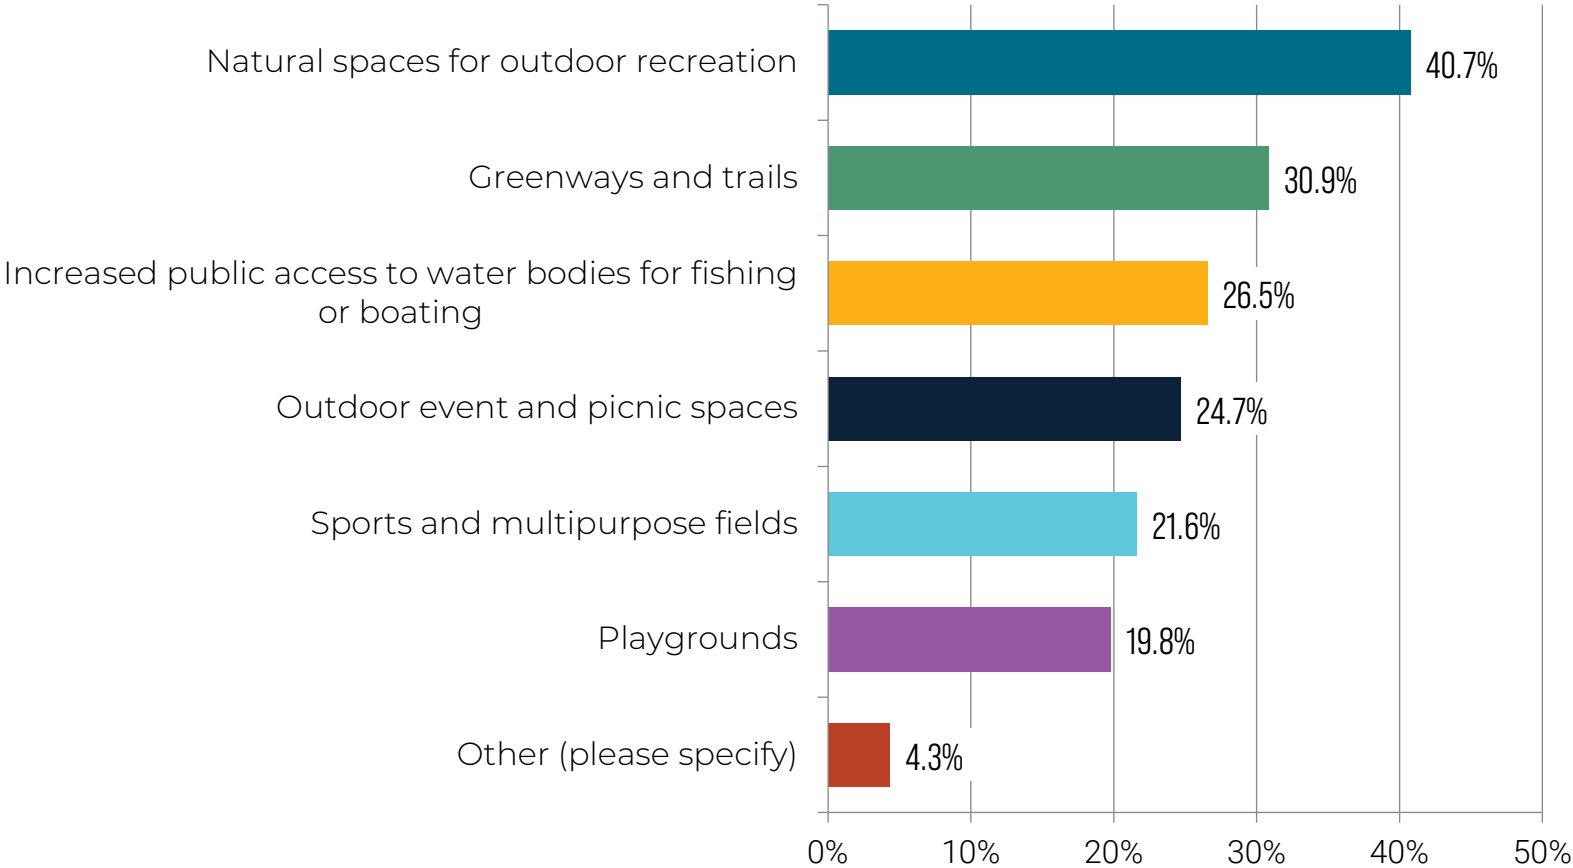 Natural spaces for outdoor recreation
40.7%
Greenways and trails
30.9%
Increased public access to water bodies for fishing
or boating
26.5%
Outdoor event and picnic spaces
24.7%
Sports and multipurpose fields
21.6%
Playgrounds
19.8%
Other (please specify)
4.3%
0% 10% 20% 30% 40% 50%